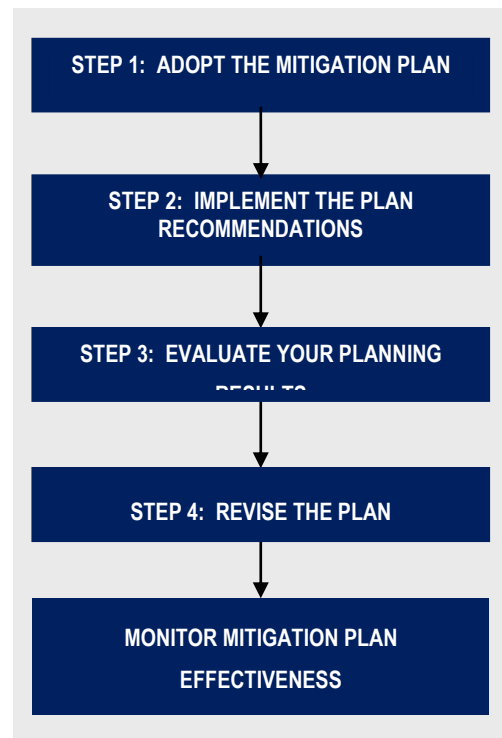 STEP 1: ADOPT THE MITIGATION PLAN
STEP 2: IMPLEMENT THE PLAN
RECOMMENDATIONS
STEP 3: EVALUATE YOUR PLANNING
RESULTS
STEP 4: REVISE THE PLAN
MONITOR MITIGATION PLAN
EFFECTIVENESS